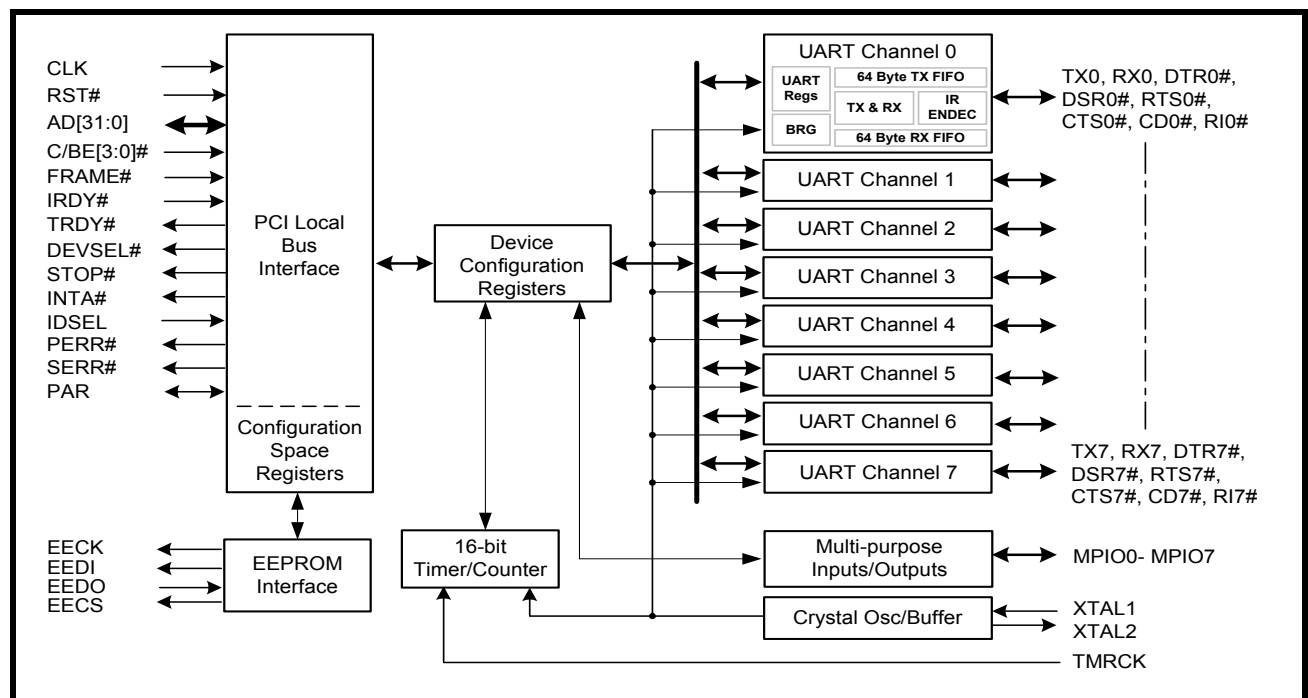 CLK
RST#
AD[31:0]
C/BE[3:0]#
FRAME#
IRDY#
TRDY#
DEVSEL#
STOP#
INTA#
IDSEL
PERR#
SERR#
PAR
EECK
EEDI
EEDO
EECS
PCI Local
Bus
Interface
Configuration
Space
Registers
EEPROM
Interface
Device
Configuration
Registers
16-bit
Timer/Counter
UART Channel 0
UART
Regs
BRG
64 Byte TX FIFO
TX & RX
IR
ENDEC
64 Byte RX FIFO
UART Channel 1
UART Channel 2
UART Channel 3
UART Channel 4
UART Channel 5
UART Channel 6
UART Channel 7
Multi-purpose
Inputs/Outputs
Crystal Osc/Buffer
TX0, RX0, DTR0#,
DSR0#, RTS0#,
CTS0#, CD0#, RI0#
TX7, RX7, DTR7#,
DSR7#, RTS7#,
CTS7#, CD7#, RI7#
MPIO0- MPIO7
XTAL1
XTAL2
TMRCK